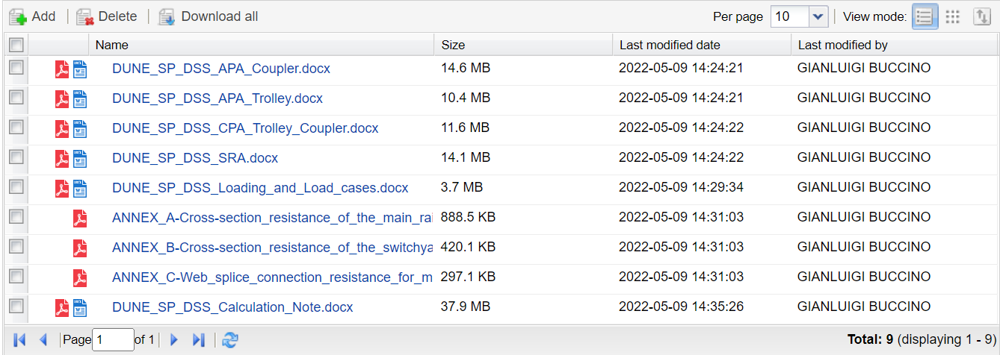 Add Delete Download all Per page 10 View mode:
Name Size Last modified date Last modified by
DUNE_SP_DSS_APA_Coupler.docx 14.6 MB 2022-05-09 14:24:21 GIANLUIGI BUCCINO
DUNE_SP_DSS_APA_Trolley.docx 10.4 MB 2022-05-09 14:24:21 GIANLUIGI BUCCINO
DUNE_SP_DSS_CPA_Trolley_Coupler.docx 11.6 MB 2022-05-09 14:24:22 GIANLUIGI BUCCINO
DUNE_SP_DSS_SRA.docx 14.1 MB 2022-05-09 14:24:22 GIANLUIGI BUCCINO
DUNE_SP_DSS_Loading_and_Load_cases.docx 3.7 MB 2022-05-09 14:29:34 GIANLUIGI BUCCINO
ANNEX_A-Cross-section_resistance_of_the_main_rai 888.5 KB 2022-05-09 14:31:03 GIANLUIGI BUCCINO
ANNEX_B-Cross-section_resistance_of_the_switchya 420.1 KB 2022-05-09 14:31:03 GIANLUIGI BUCCINO
ANNEX_C-Web_splice_connection_resistance_for_m 297.1 KB 2022-05-09 14:31:03 GIANLUIGI BUCCINO
DUNE_SP_DSS_Calculation_Note.docx 37.9 MB 2022-05-09 14:35:26 GIANLUIGI BUCCINO
Page 1 of 1 Total: 9 (displaying 1 - 9)